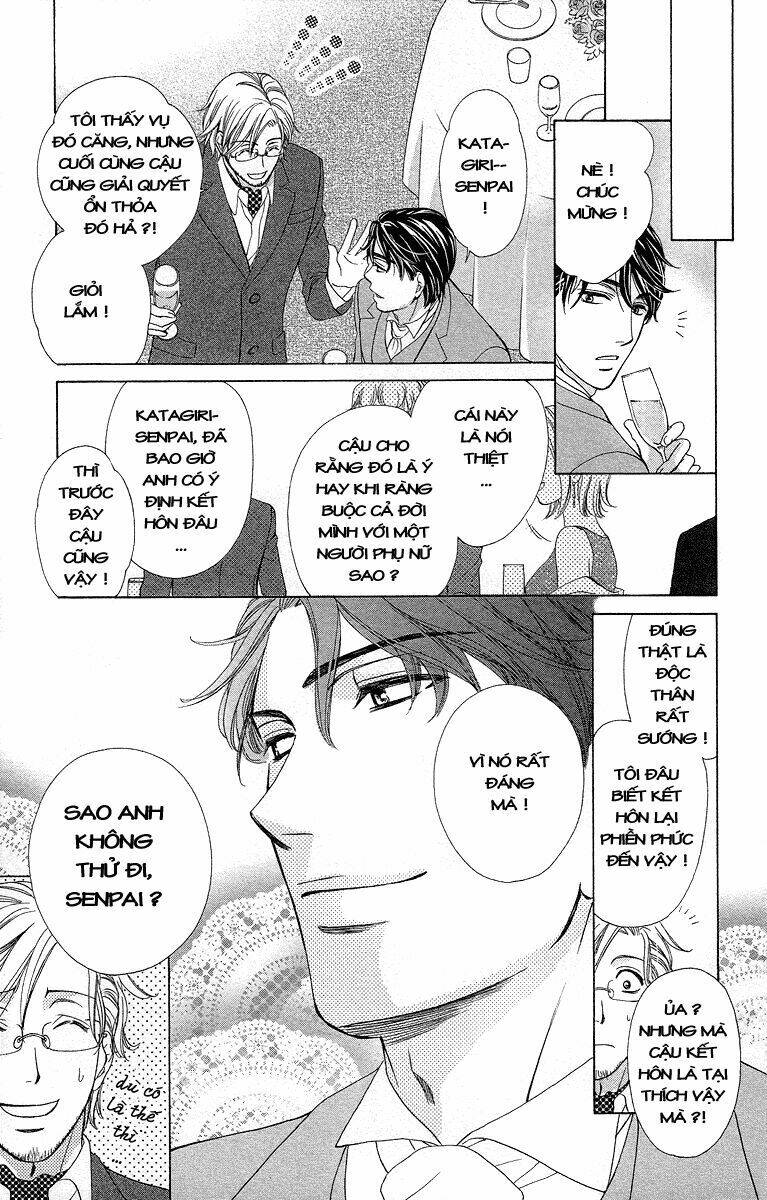 NÈ !
CHÚC
MỪNG !
KATA-
GIRI--
SENPAI
!
TÔI THẤY VỤ
ĐÓ CĂNG, NHƯNG
CUỐI CÙNG CẬU
CŨNG GIẢI QUYẾT
ỔN THỎA
ĐÓ HẢ ?!
GIỎI
LẮM !
CÁI NÀY
LÀ NÓI
THIỆT
...
CẬU CHO
RẰNG ĐÓ LÀ Ý
HAY KHI RÀNG
BUỘC CẢ ĐỜI
MÌNH VỚI MỘT
NGƯỜI PHỤ NỮ
SAO ?
KATAGIRI-
SENPAI, ĐÃ
BAO GIỜ
ANH CÓ Ý
ĐỊNH KẾT
HÔN ĐÂU
...
THÌ
TRƯỚC
ĐÂY
CẬU
CŨNG
VẬY !
ĐÚNG
THẬT LÀ
ĐỘC
THÂN
RẤT
SƯỚNG !
TÔI ĐÂU
BIẾT KẾT
HÔN LẠI
PHIỀN PHỨC
ĐẾN VẬY !
ỦA ?
NHƯNG MÀ
CẬU KẾT
HÔN LÀ TẠI
THÍCH VẬY
MÀ ?!
VÌ NÓ RẤT
ĐÁNG
MÀ !
SAO ANH
KHÔNG
THỬ ĐI,
SENPAI ?
du có
là thế
thì